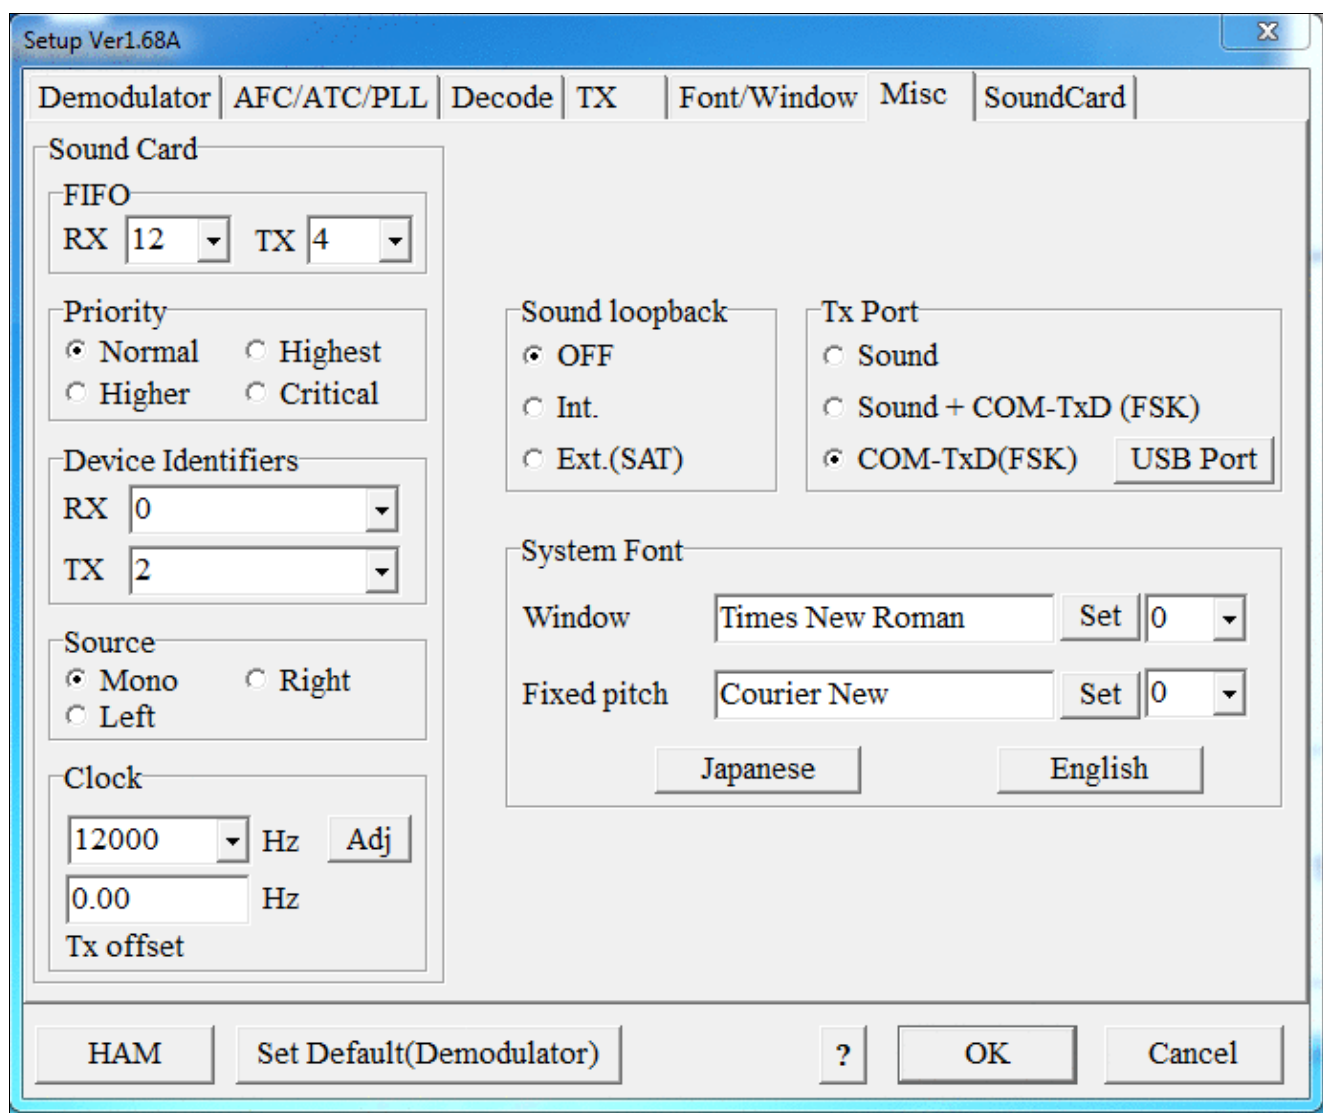 Setup Ver1.68A
Demodulator AFC/ATC/PLL Decode TX Font/Window Misc SoundCard
Sound Card
FIFO
RX 12 TX 4
Priority
Normal Highest
Higher Critical
Device Identifiers
RX 0
TX 2
Source
Mono Right
Left
Clock
12000 Hz Adj
0.00 Hz
Tx offset
Sound loopback
OFF
Int.
Ext.(SAT)
Tx Port
Sound
Sound + COM-TxD (FSK)
COM-TxD(FSK) USB Port
System Font
Window Times New Roman Set 0
Fixed pitch Courier New Set 0
Japanese English
HAM Set Default(Demodulator) ? OK Cancel